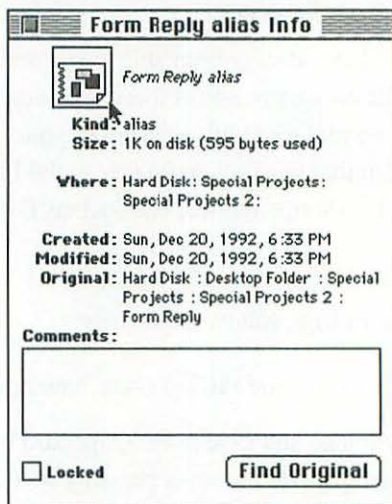 Form Reply alias Info
Form Reply alias
Kind: alias
Size: 1K on disk (595 bytes used)
Where: Hard Disk: Special Projects:
Special Projects 2:
Created: Sun, Dec 20, 1992, 6:33 PM
Modified: Sun, Dec 20, 1992, 6:33 PM
Original: Hard Disk : Desktop Folder : Special
Projects : Special Projects 2 :
Form Reply
Comments:
Locked
Find Original